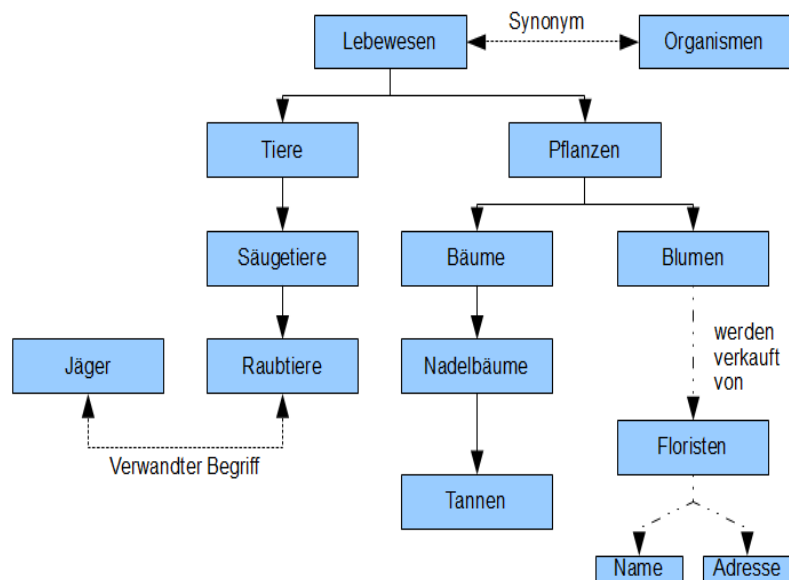 Synonym
Lebewesen
Organismen
Tiere
Pflanzen
Säugetiere
Bäume
Blumen
werden
verkauft
von
Jäger
Raubtiere
Nadelbäume
Verwandter Begriff
Floristen
Tannen
Name
Adresse